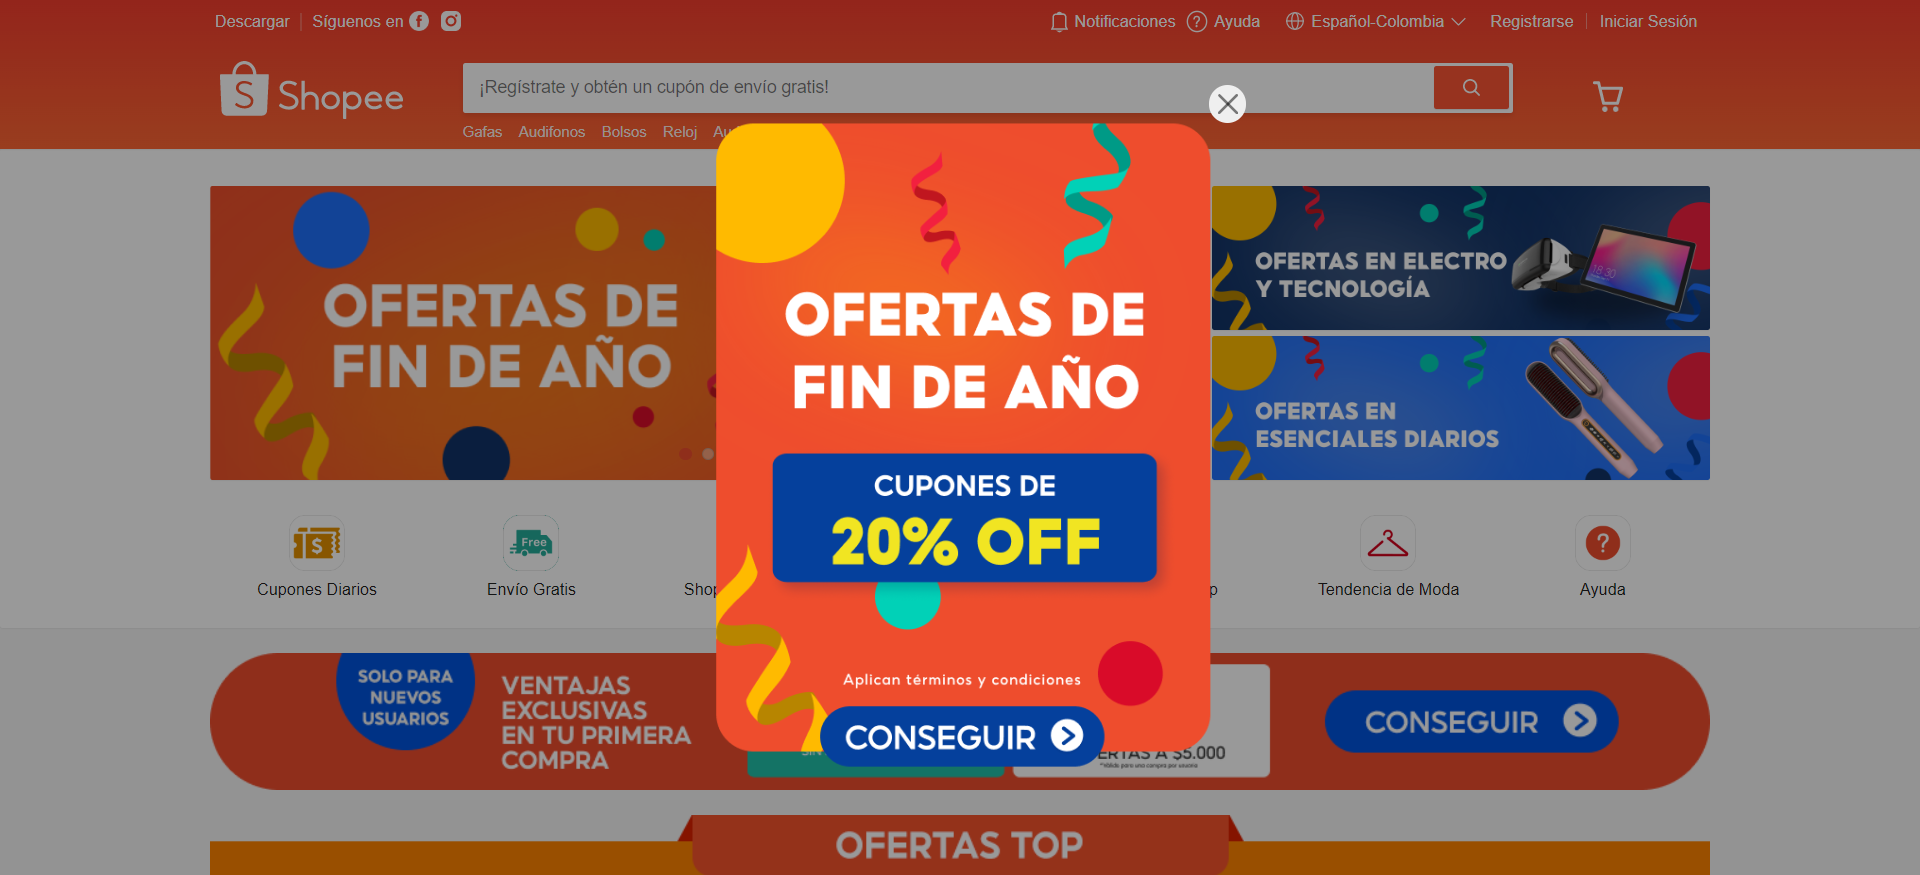 Descargar
Síguenos en
Notificaciones
Ayuda
Español-Colombia
Registrarse
Iniciar Sesión
Shopee
¡Regístrate y obtén un cupón de envío gratis!
Gafas
Audifonos
Bolsos
Reloj
OFERTAS DE
FIN DE AÑO
OFERTAS DE
FIN DE AÑO
CUPONES DE
20% OFF
Aplican términos y condiciones
CONSEGUIR
OFERTAS EN ELECTRO
Y TECNOLOGÍA
18:30
OFERTAS EN
ESENCIALES DIARIOS
Cupones Diarios
Free
Envío Gratis
Tendencia de Moda
Ayuda
SOLO PARA
NUEVOS
USUARIOS
VENTAJAS
EXCLUSIVAS
EN TU PRIMERA
COMPRA
A $5.000
CONSEGUIR
OFERTAS TOP